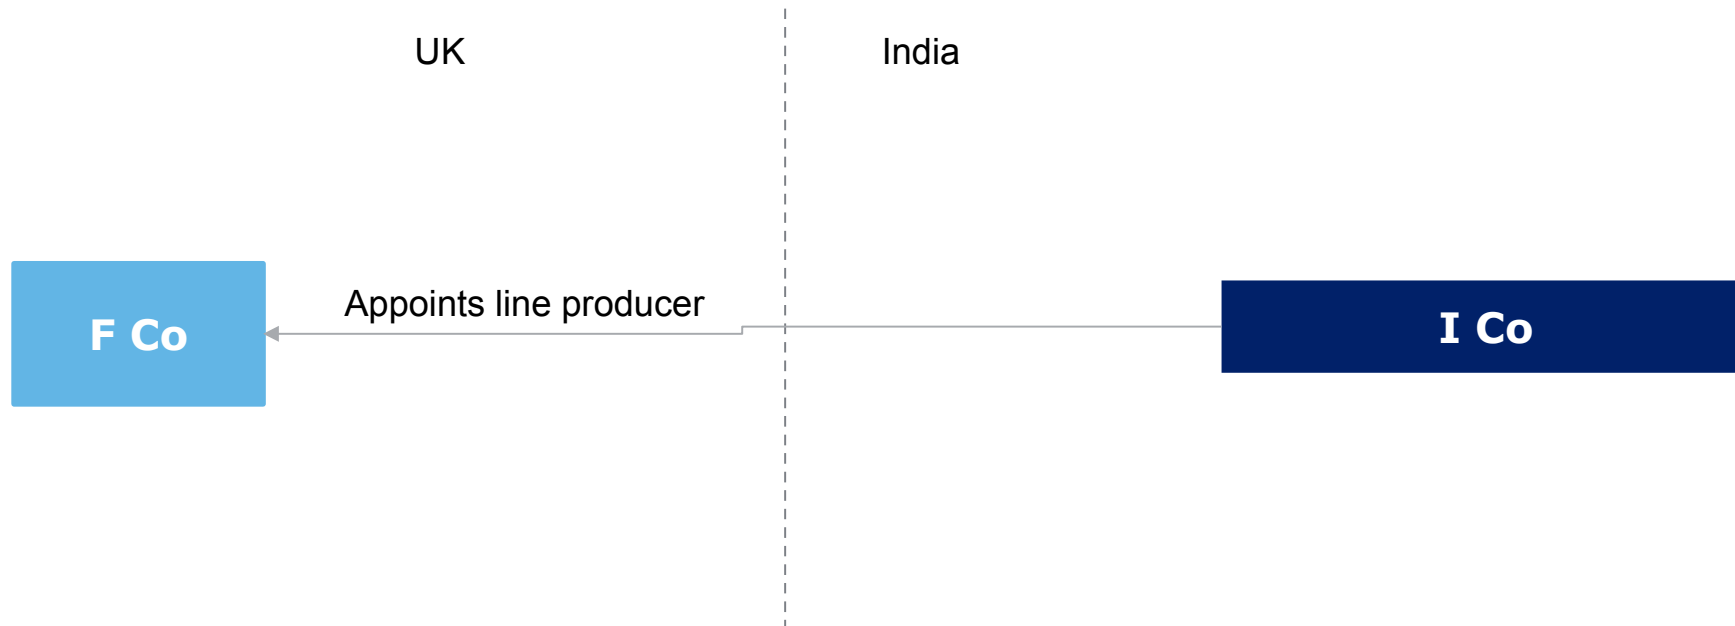 UK
India
Appoints line producer
F Co
I Co